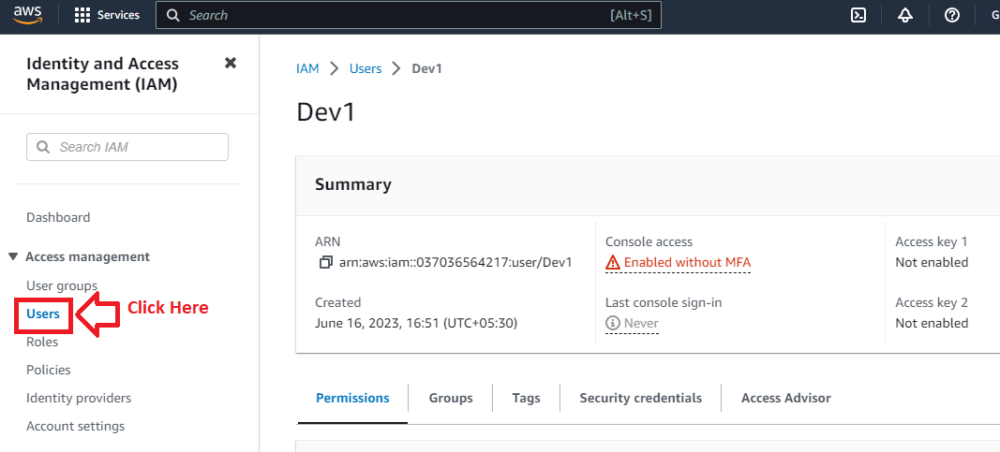 aws
Services
Search
[Alt+S]
G
Identity and Access
Management (IAM)
Search IAM
Dashboard
Access management
User groups
Users
Click Here
Roles
Policies
Identity providers
Account settings
IAM > Users > Dev1
Dev1
Summary
ARN
arn:aws:iam::037036564217:user/Dev1
Created
June 16, 2023, 16:51 (UTC+05:30)
Console access
Enabled without MFA
Last console sign-in
Never
Access key 1
Not enabled
Access key 2
Not enabled
Permissions
Groups
Tags
Security credentials
Access Advisor